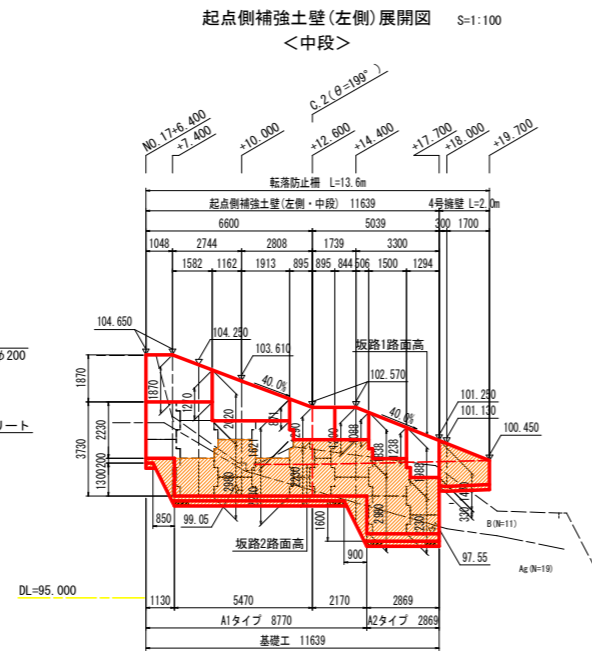 起点側補強土壁(左側)展開図 S=1:100
<中段>
C.2(θ=199°)
NO.17+6.400
+7.400
+10.000
+12.600
+14.400
+17.700
+18.000
+19.700
転落防止柵 L=13.6m
起点側補強土壁(左側・中段) 11639
4号擁壁 L=2.0m
6600 5039 300 1700
1048 2744 2808 1739 3300
1582 1162 1913 895 895 844 506 1500 1294
104.650
104.250
103.610
坂路1路面高
40.0%
102.570
40.0%
101.250
101.130
100.450
6200
リート
1870
1870
2230
3730
200
1300
850
99.05
坂路2路面高
1600
900
97.55
B(N=11)
Ag(N=19)
DL=95.000
1130 5470 2170 2869
A1タイプ 8770 A2タイプ 2869
基礎工 11639